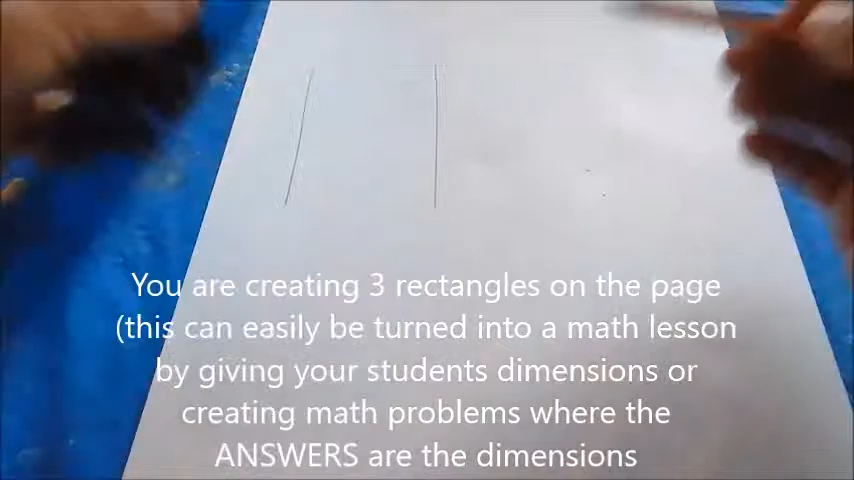 You are creating 3 rectangles on the page
(this can easily be turned into a math lesson
by giving your students dimensions or
creating math problems where the
ANSWERS are the dimensions